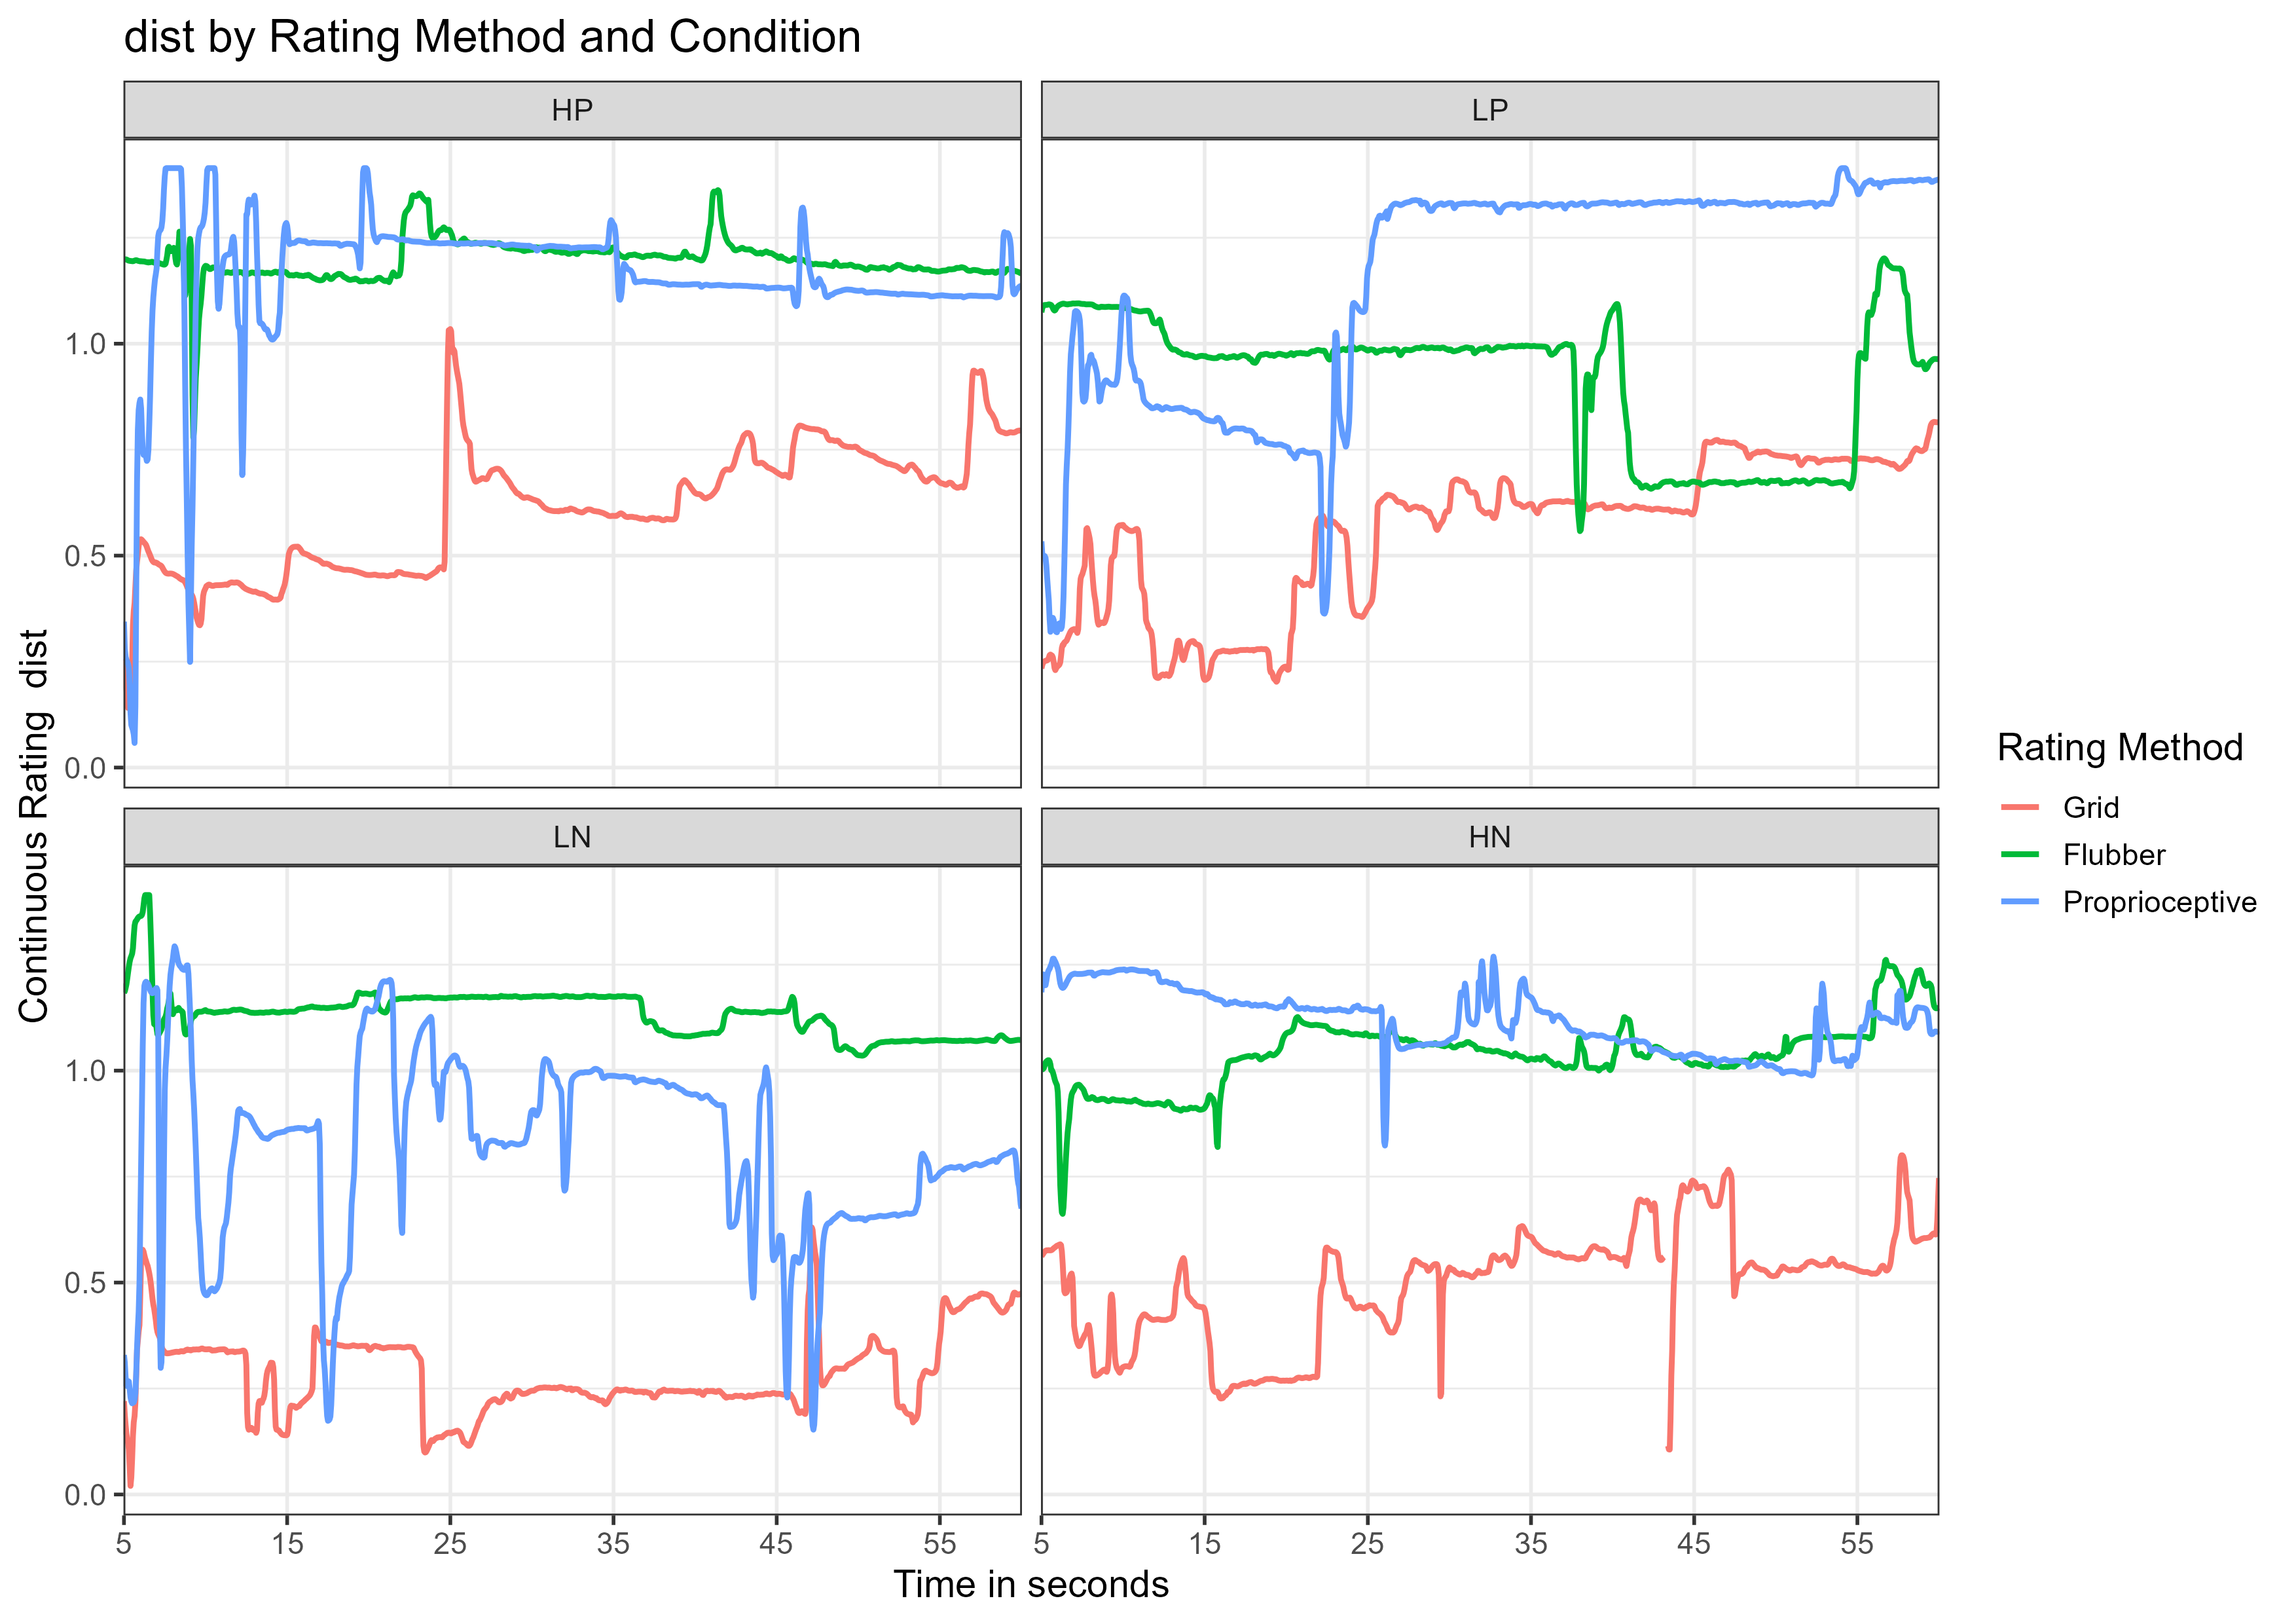 dist by Rating Method and Condition
HP
LP
1.0
0.5
0.0
LN
HN
1.0
0.5
0.0
5 15 25 35 45 55
5 15 25 35 45 55
Time in seconds
Continuous Rating  dist
Rating Method
Grid
Flubber
Proprioceptive